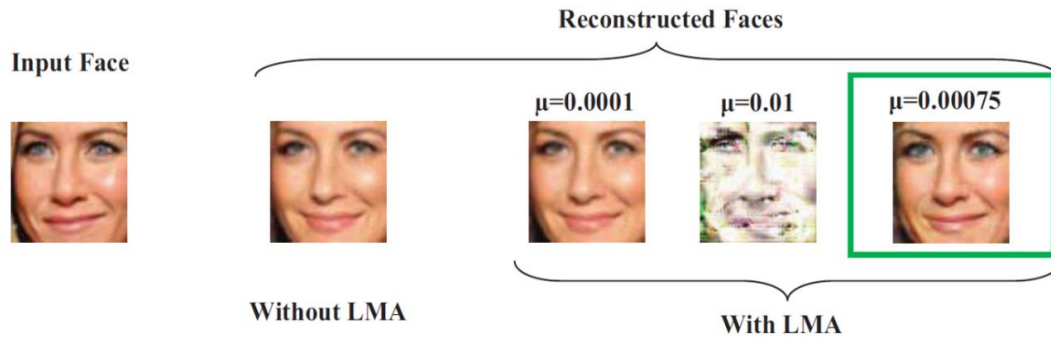 Reconstructed Faces
Input Face
μ=0.0001
μ=0.01
μ=0.00075
Without LMA
With LMA